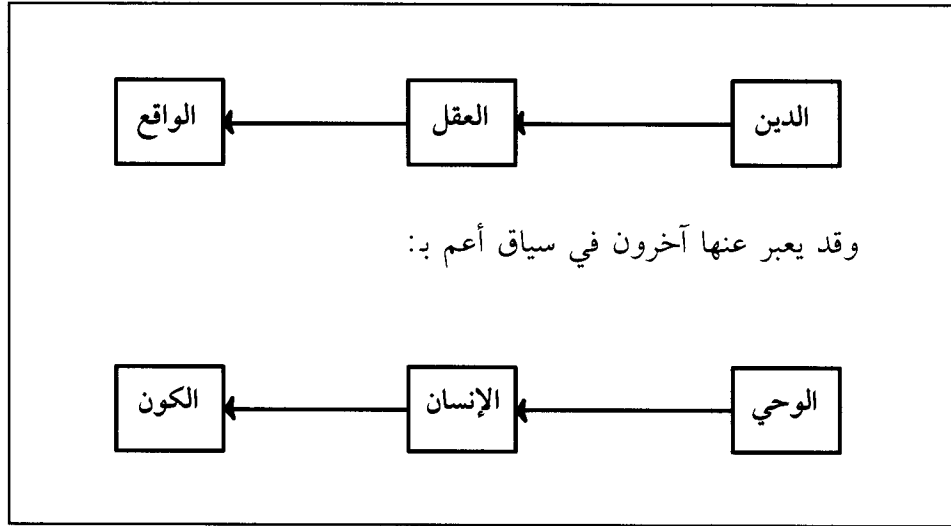 الدين العقل الواقع
وقد يعبر عنها آخرون في سياق أعم بـ:
الوحي الإنسان الكون